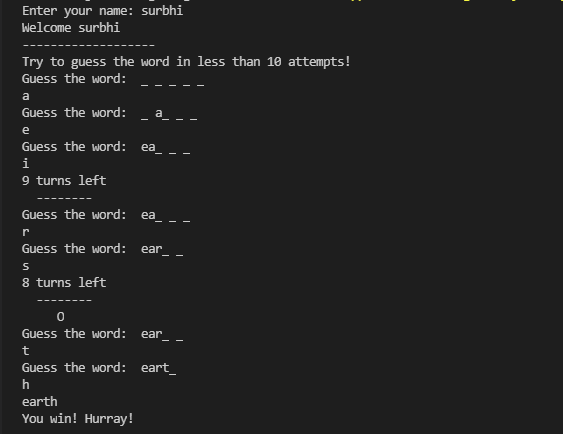 Enter your name: surbhi
Welcome surbhi
-------------------
Try to guess the word in less than 10 attempts!
Guess the word:  _ _ _ _ _
a
Guess the word:  _ a_ _ _
e
Guess the word:  ea_ _ _
i
9 turns left
  --------
Guess the word:  ea_ _ _
r
Guess the word:  ear_ _
s
8 turns left
  --------
     O
Guess the word:  ear_ _
t
Guess the word:  eart_
h
earth
You win! Hurray!